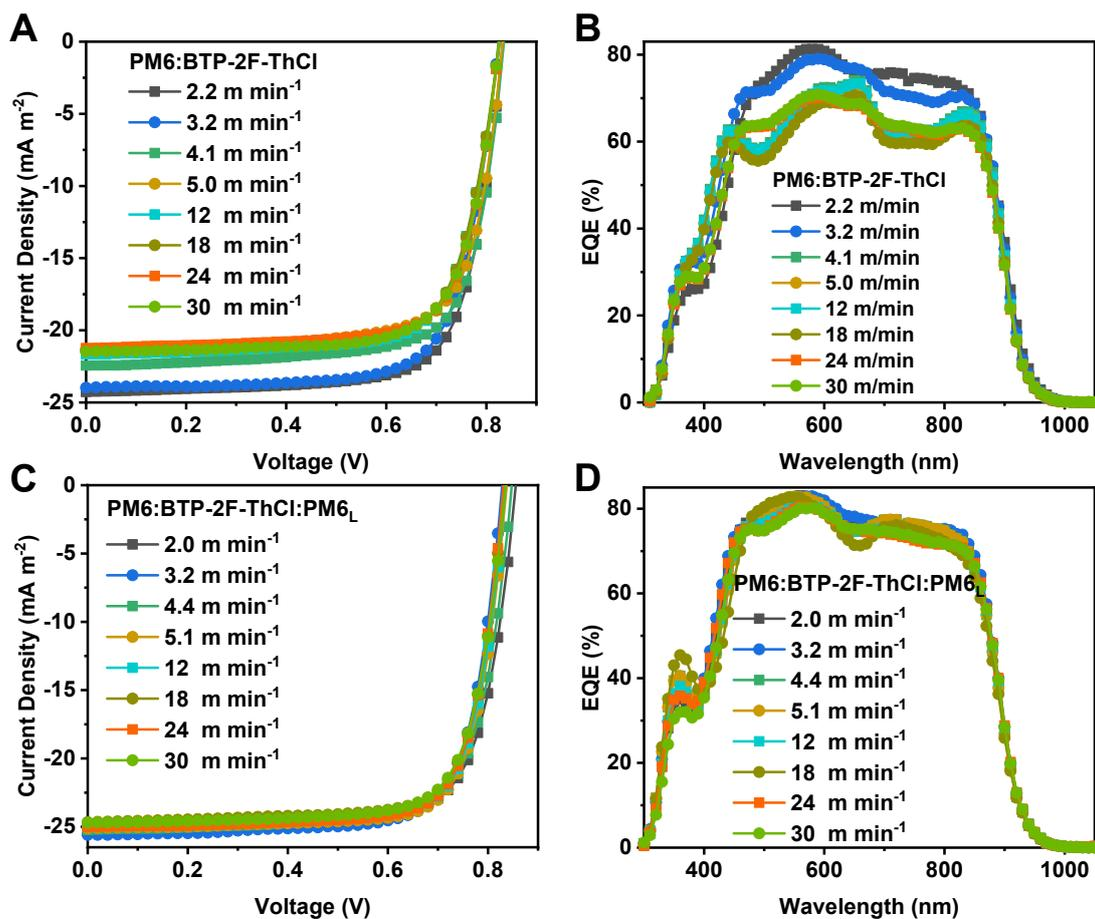 A
PM6:BTP-2F-ThCl
2.2 m min⁻¹
3.2 m min⁻¹
4.1 m min⁻¹
5.0 m min⁻¹
12 m min⁻¹
18 m min⁻¹
24 m min⁻¹
30 m min⁻¹
Current Density (mA m⁻²)
0
-5
-10
-15
-20
-25
0.0 0.2 0.4 0.6 0.8
Voltage (V)
B
PM6:BTP-2F-ThCl
2.2 m/min
3.2 m/min
4.1 m/min
5.0 m/min
12 m/min
18 m/min
24 m/min
30 m/min
EQE (%)
80
60
40
20
0
400 600 800 1000
Wavelength (nm)
C
PM6:BTP-2F-ThCl:PM6L
2.0 m min⁻¹
3.2 m min⁻¹
4.4 m min⁻¹
5.1 m min⁻¹
12 m min⁻¹
18 m min⁻¹
24 m min⁻¹
30 m min⁻¹
Current Density (mA m⁻²)
0
-5
-10
-15
-20
-25
0.0 0.2 0.4 0.6 0.8
Voltage (V)
D
PM6:BTP-2F-ThCl:PM6L
2.0 m min⁻¹
3.2 m min⁻¹
4.4 m min⁻¹
5.1 m min⁻¹
12 m min⁻¹
18 m min⁻¹
24 m min⁻¹
30 m min⁻¹
EQE (%)
80
60
40
20
0
400 600 800 1000
Wavelength (nm)